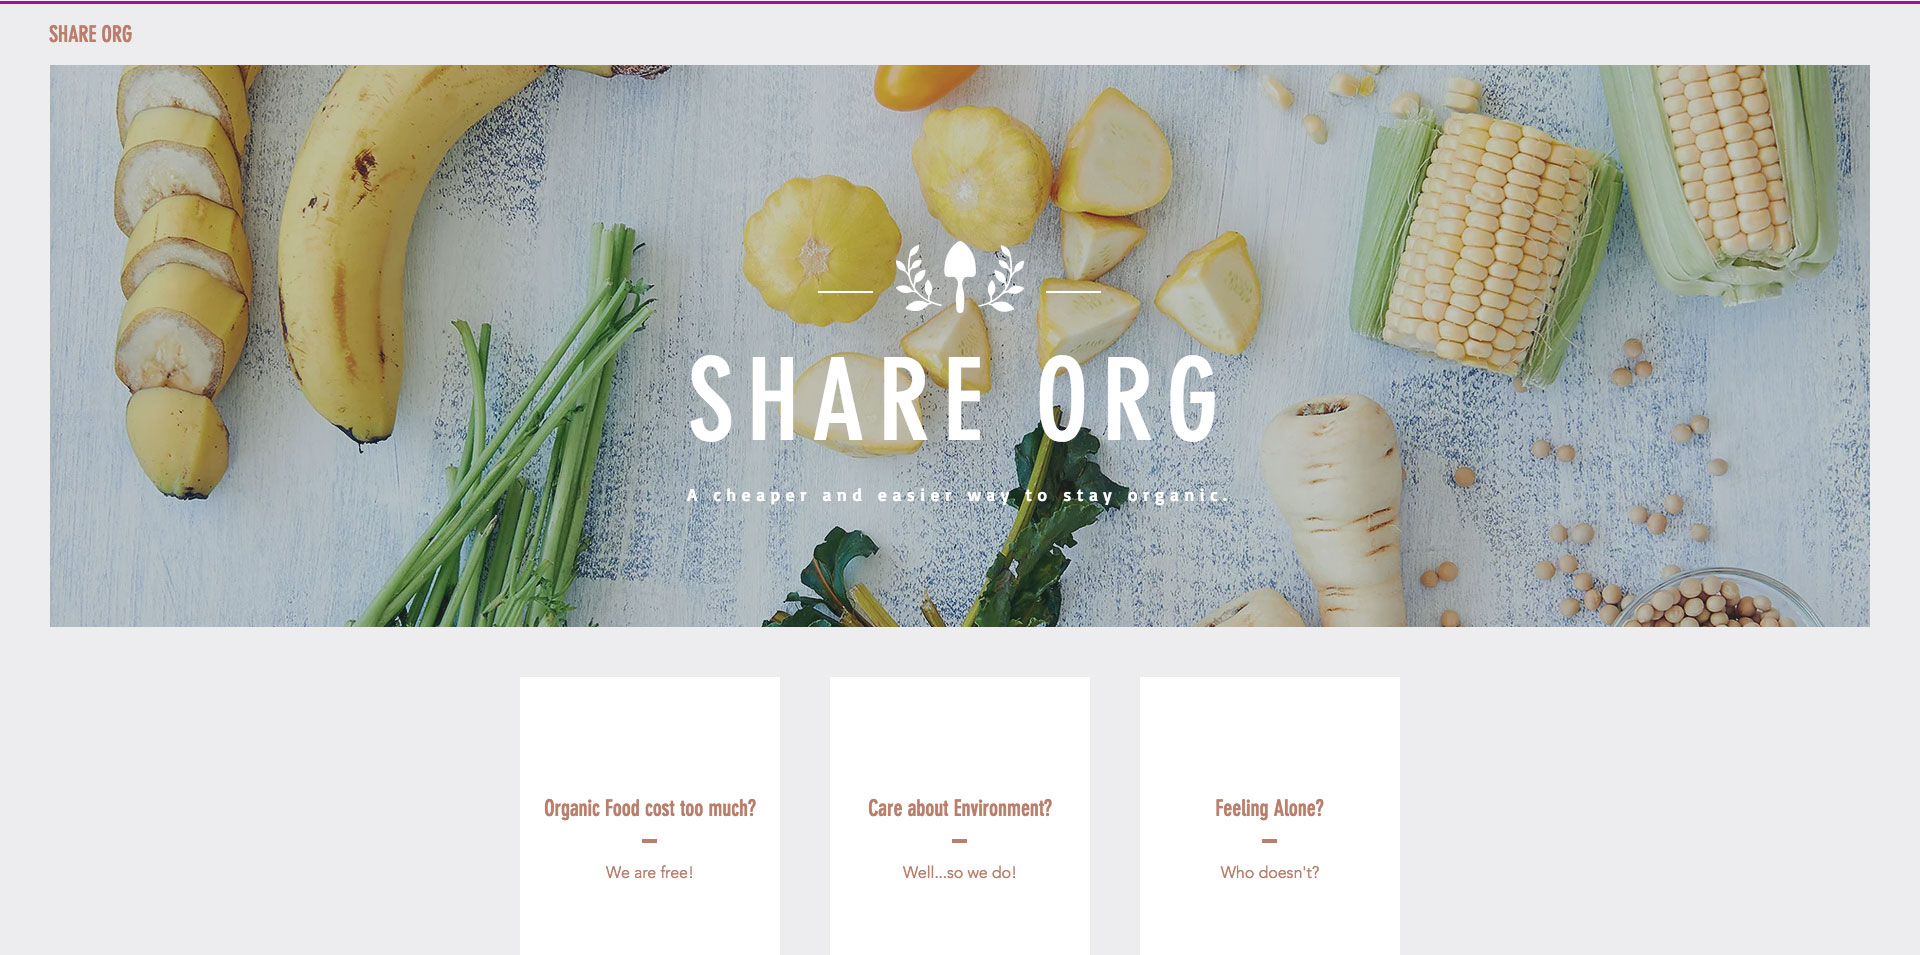 SHARE ORG
SHARE ORG
A cheaper and easier way to stay organic.
Organic Food cost too much?
We are free!
Care about Environment?
Well...so we do!
Feeling Alone?
Who doesn't?